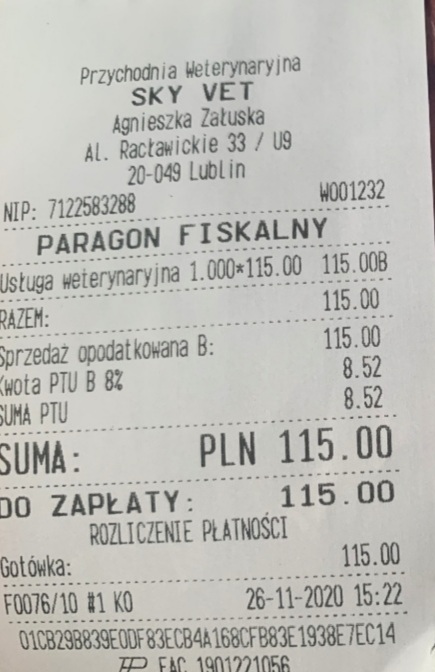 Przychodnia Weterynaryjna
SKY VET
Agnieszka Załuska
Al. Racławickie 33 / U9
20-049 Lublin
NIP: 7122583288 W001232
PARAGON FISKALNY
Usługa weterynaryjna 1.000*115.00 115.00B
RAZEM: 115.00
Sprzedaż opodatkowana B: 115.00
Kwota PTU B 8% 8.52
SUMA PTU 8.52
SUMA: PLN 115.00
DO ZAPŁATY: 115.00
ROZLICZENIE PŁATNOŚCI
Gotówka: 115.00
F0076/10 #1 KO 26-11-2020 15:22
01CB29B839E0DF83ECB4A168CFB83E1938E7EC14
EAC 1901221056